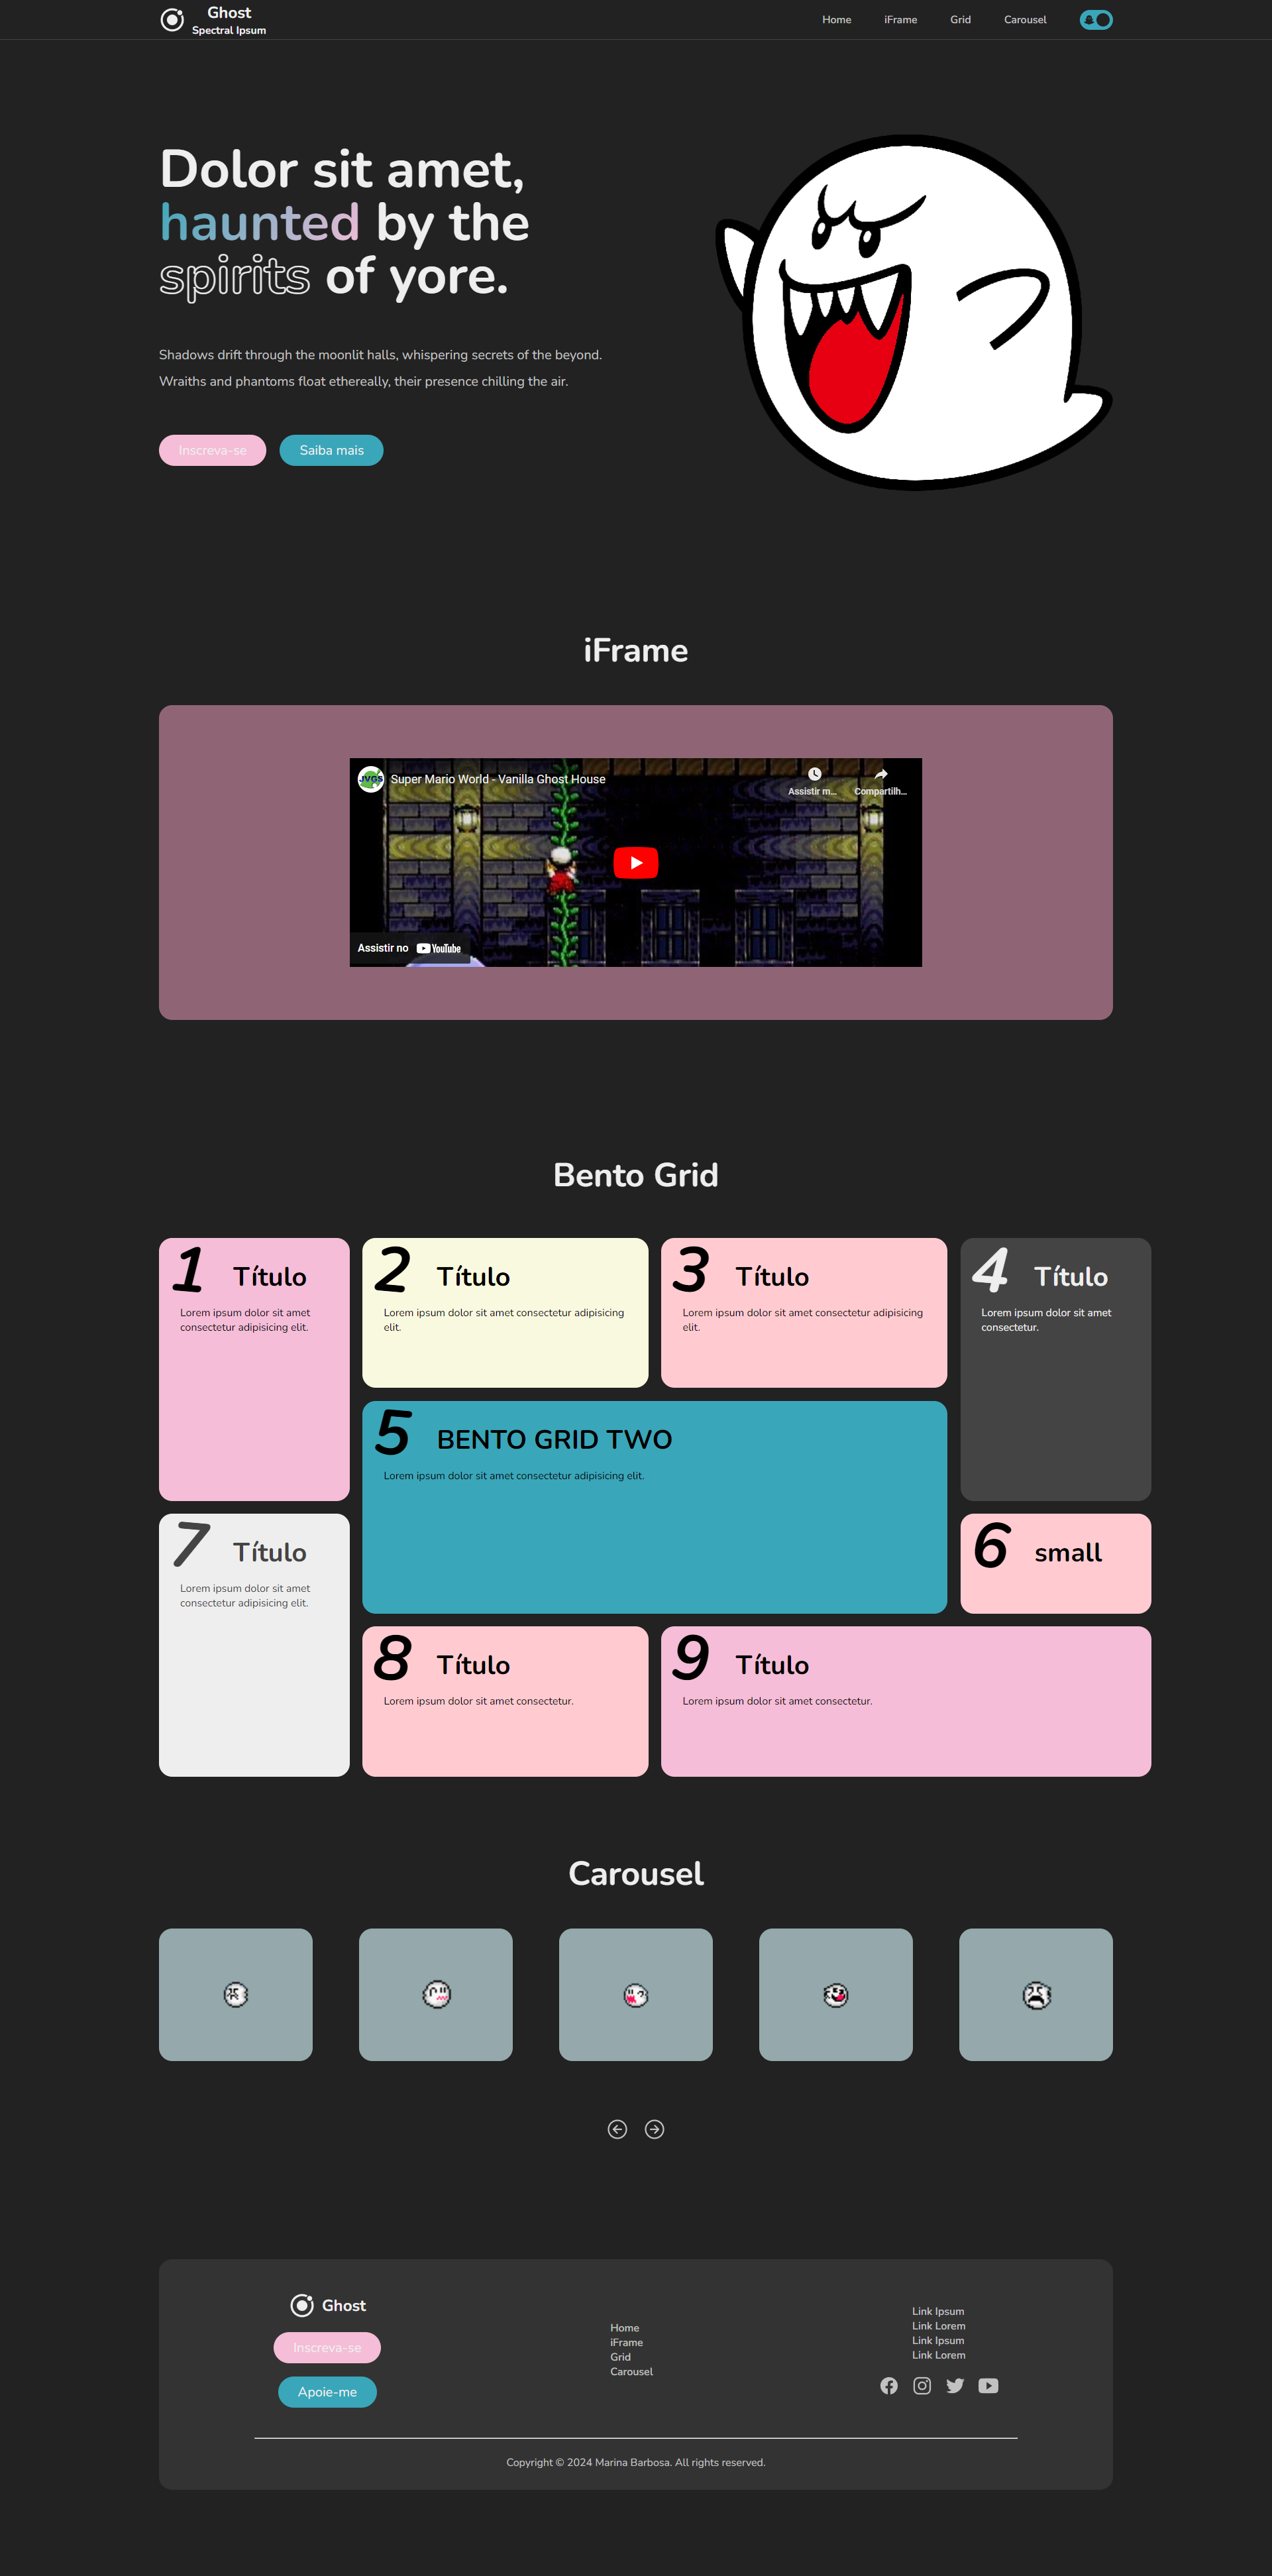 Ghost
Spectral Ipsum
Home
iFrame
Grid
Carousel
Dolor sit amet,
haunted by the
spirits of yore.
Shadows drift through the moonlit halls, whispering secrets of the beyond.
Wraiths and phantoms float ethereally, their presence chilling the air.
Inscreva-se
Saiba mais
iFrame
JVGS
Super Mario World - Vanilla Ghost House
Assistir m...
Compartilh...
Assistir no YouTube
Bento Grid
1 Título
Lorem ipsum dolor sit amet
consectetur adipisicing elit.
2 Título
Lorem ipsum dolor sit amet consectetur adipisicing
elit.
3 Título
Lorem ipsum dolor sit amet consectetur adipisicing
elit.
4 Título
Lorem ipsum dolor sit amet
consectetur.
5 BENTO GRID TWO
Lorem ipsum dolor sit amet consectetur adipisicing elit.
7 Título
Lorem ipsum dolor sit amet
consectetur adipisicing elit.
6 small
8 Título
Lorem ipsum dolor sit amet consectetur.
9 Título
Lorem ipsum dolor sit amet consectetur.
Carousel
Ghost
Inscreva-se
Apoie-me
Home
iFrame
Grid
Carousel
Link Ipsum
Link Lorem
Link Ipsum
Link Lorem
Copyright © 2024 Marina Barbosa. All rights reserved.